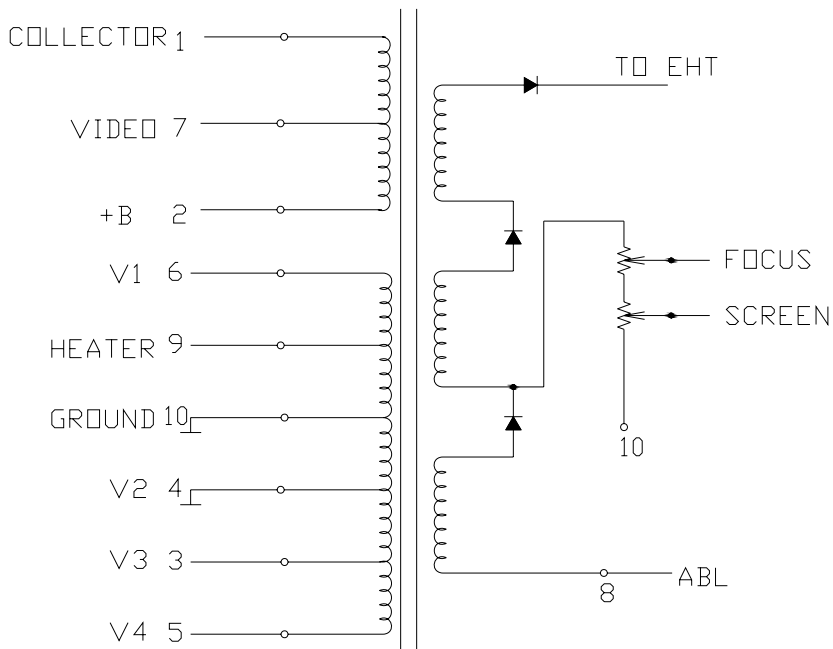 COLLECTOR 1
VIDEO 7
+B 2
V1 6
HEATER 9
GROUND 10
V2 4
V3 3
V4 5
TO EHT
FOCUS
SCREEN
10
ABL
8